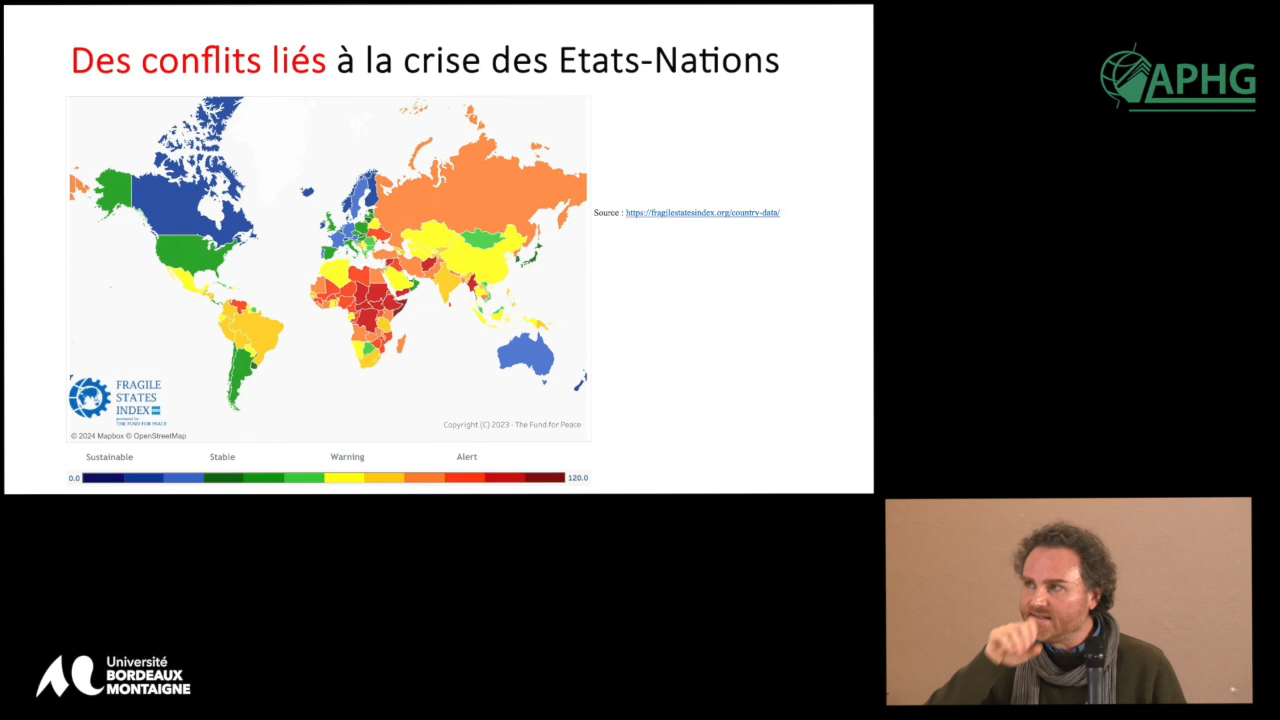 Des conflits liés à la crise des Etats-Nations
APHG
Source : https://fragilestatesindex.org/country-data/
FRAGILE
STATES
INDEX
powered by
THE FUND FOR PEACE
Copyright (C) 2023 - The Fund for Peace
© 2024 Mapbox © OpenStreetMap
Sustainable Stable Warning Alert
0.0 120.0
Université
BORDEAUX
MONTAIGNE